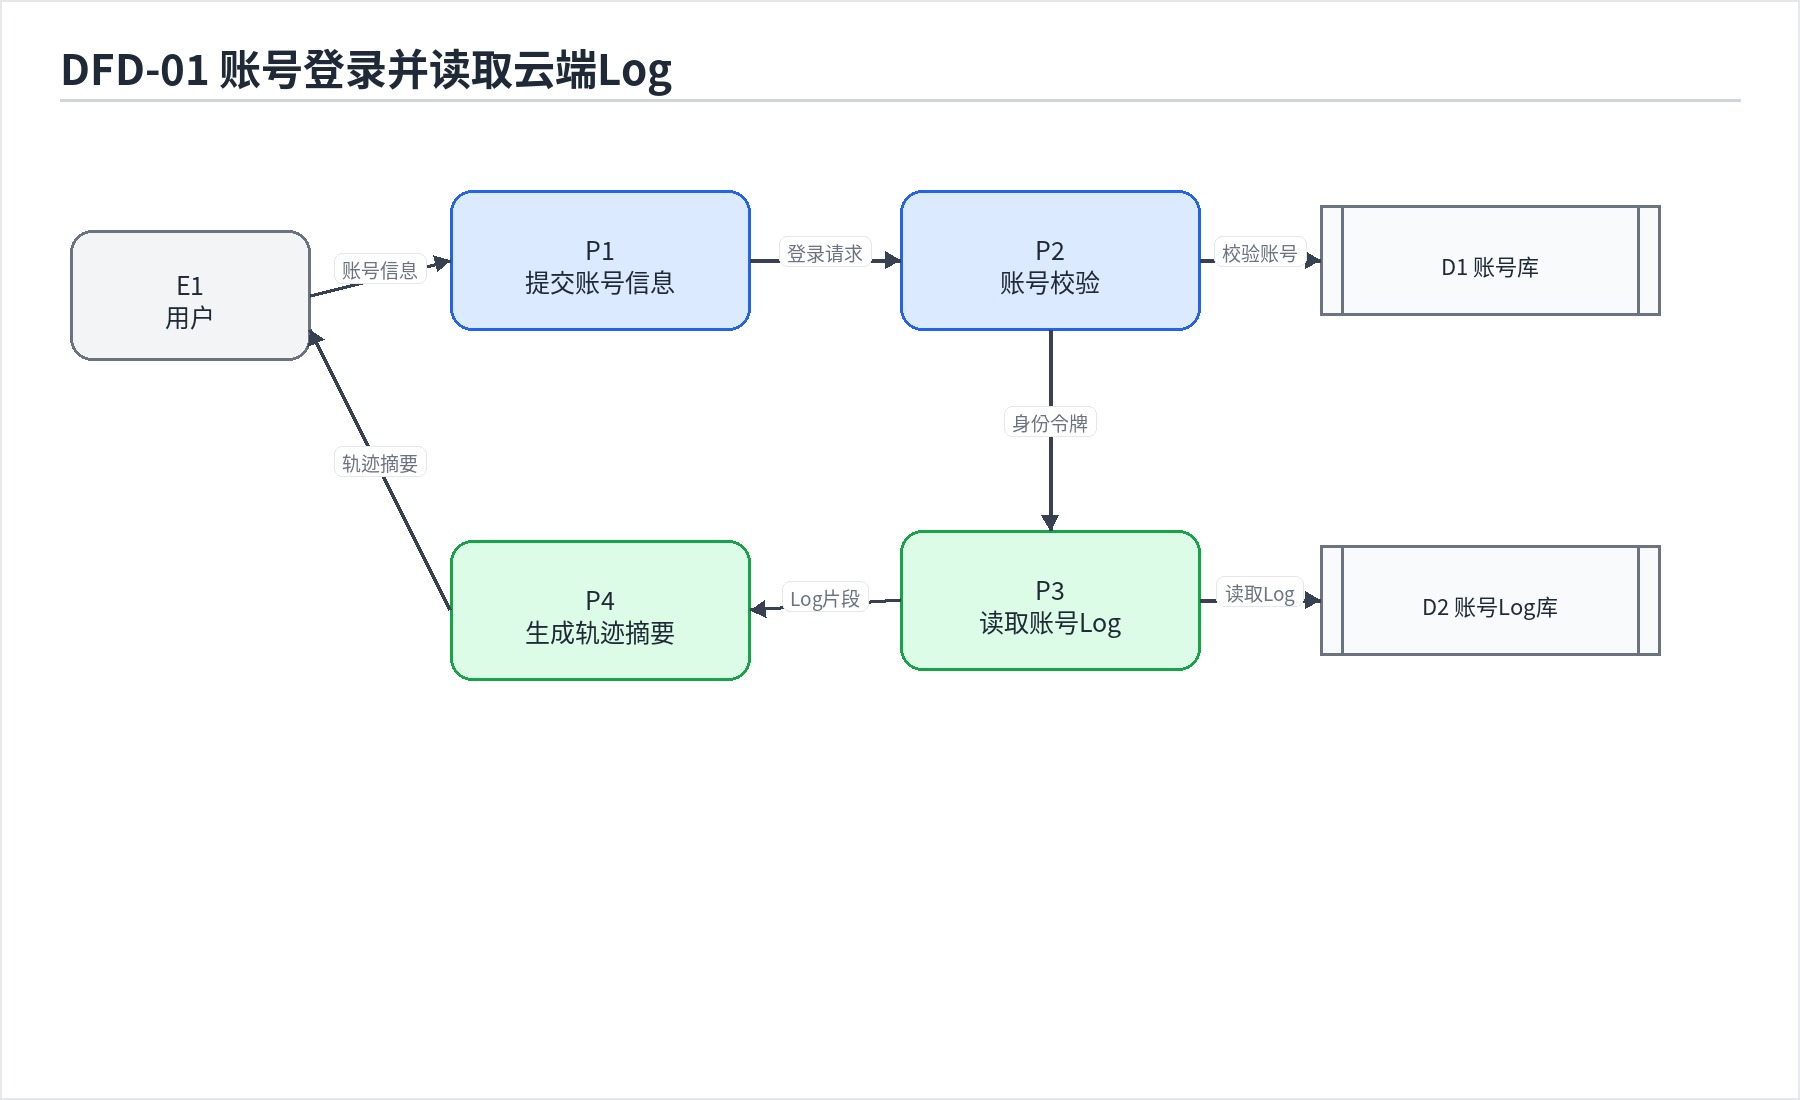 DFD-01 账号登录并读取云端Log
E1
用户
账号信息
P1
提交账号信息
登录请求
P2
账号校验
校验账号
D1 账号库
身份令牌
轨迹摘要
P4
生成轨迹摘要
Log片段
P3
读取账号Log
读取Log
D2 账号Log库